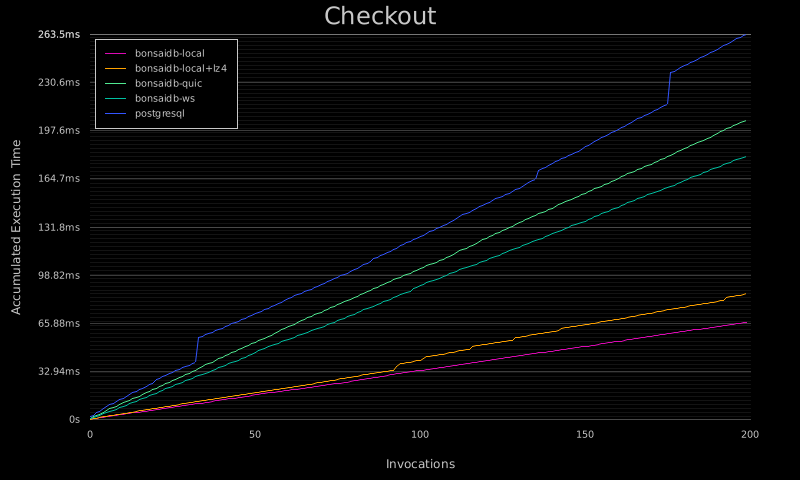 Checkout
263.5ms
230.6ms
197.6ms
164.7ms
131.8ms
98.82ms
65.88ms
32.94ms
0s
Accumulated Execution Time
bonsaidb-local
bonsaidb-local+lz4
bonsaidb-quic
bonsaidb-ws
postgresql
0 50 100 150 200
Invocations